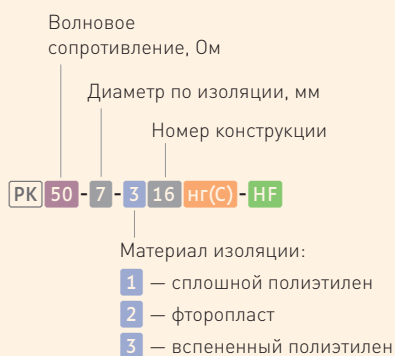 Волновое
сопротивление, Ом
Диаметр по изоляции, мм
Номер конструкции
РК 50 - 7 - 3 16 нг(С) - HF
Материал изоляции:
1 — сплошной полиэтилен
2 — фторопласт
3 — вспененный полиэтилен